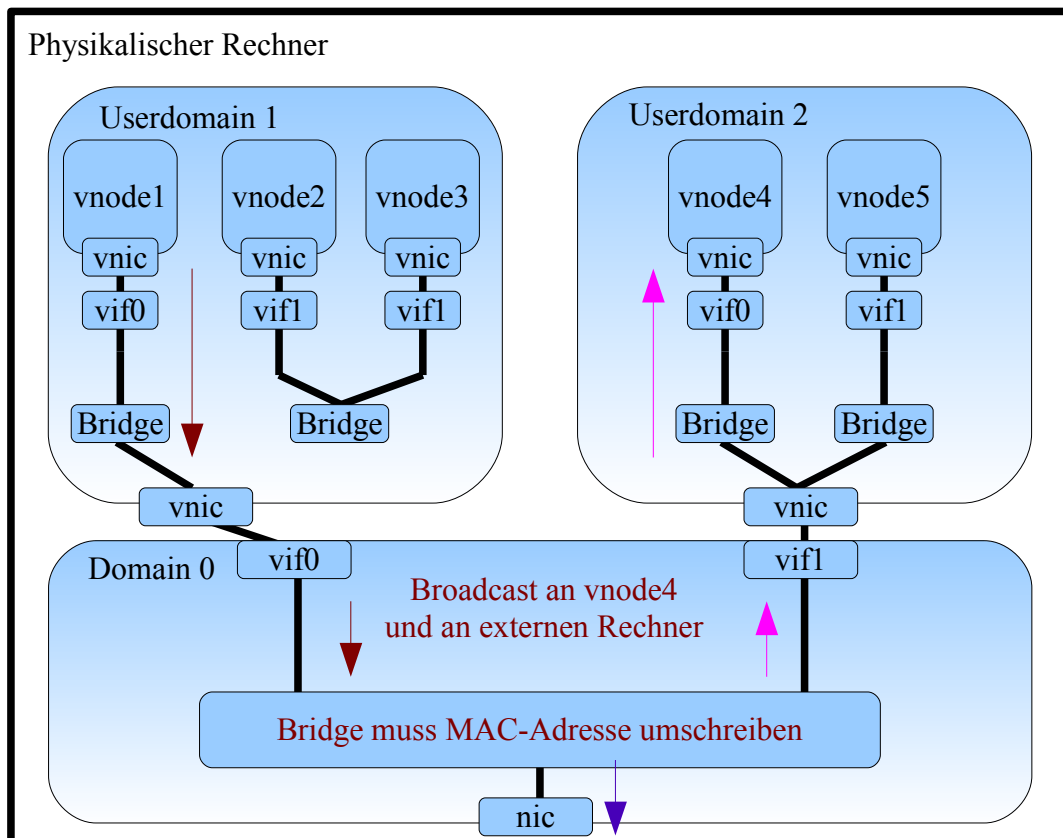 Physikalischer Rechner
Userdomain 1
Userdomain 2
vnode1
vnode2
vnode3
vnode4
vnode5
vnic
vnic
vnic
vnic
vnic
vif0
vif1
vif1
vif0
vif1
Bridge
Bridge
Bridge
Bridge
vnic
vnic
Domain 0
vif0
vif1
Broadcast an vnode4
und an externen Rechner
Bridge muss MAC-Adresse umschreiben
nic